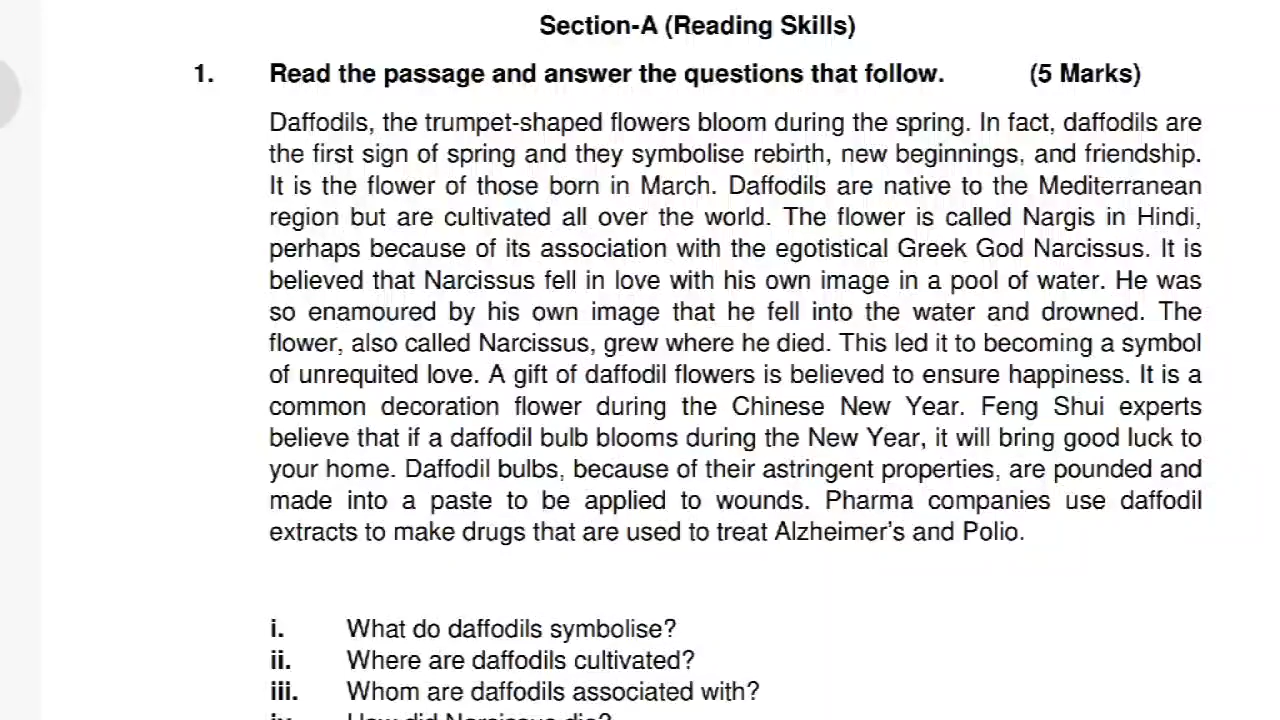 Section-A (Reading Skills)
1. Read the passage and answer the questions that follow. (5 Marks)
Daffodils, the trumpet-shaped flowers bloom during the spring. In fact, daffodils are
the first sign of spring and they symbolise rebirth, new beginnings, and friendship.
It is the flower of those born in March. Daffodils are native to the Mediterranean
region but are cultivated all over the world. The flower is called Nargis in Hindi,
perhaps because of its association with the egotistical Greek God Narcissus. It is
believed that Narcissus fell in love with his own image in a pool of water. He was
so enamoured by his own image that he fell into the water and drowned. The
flower, also called Narcissus, grew where he died. This led it to becoming a symbol
of unrequited love. A gift of daffodil flowers is believed to ensure happiness. It is a
common decoration flower during the Chinese New Year. Feng Shui experts
believe that if a daffodil bulb blooms during the New Year, it will bring good luck to
your home. Daffodil bulbs, because of their astringent properties, are pounded and
made into a paste to be applied to wounds. Pharma companies use daffodil
extracts to make drugs that are used to treat Alzheimer's and Polio.
i. What do daffodils symbolise?
ii. Where are daffodils cultivated?
iii. Whom are daffodils associated with?
iv. How did Narcissus die?